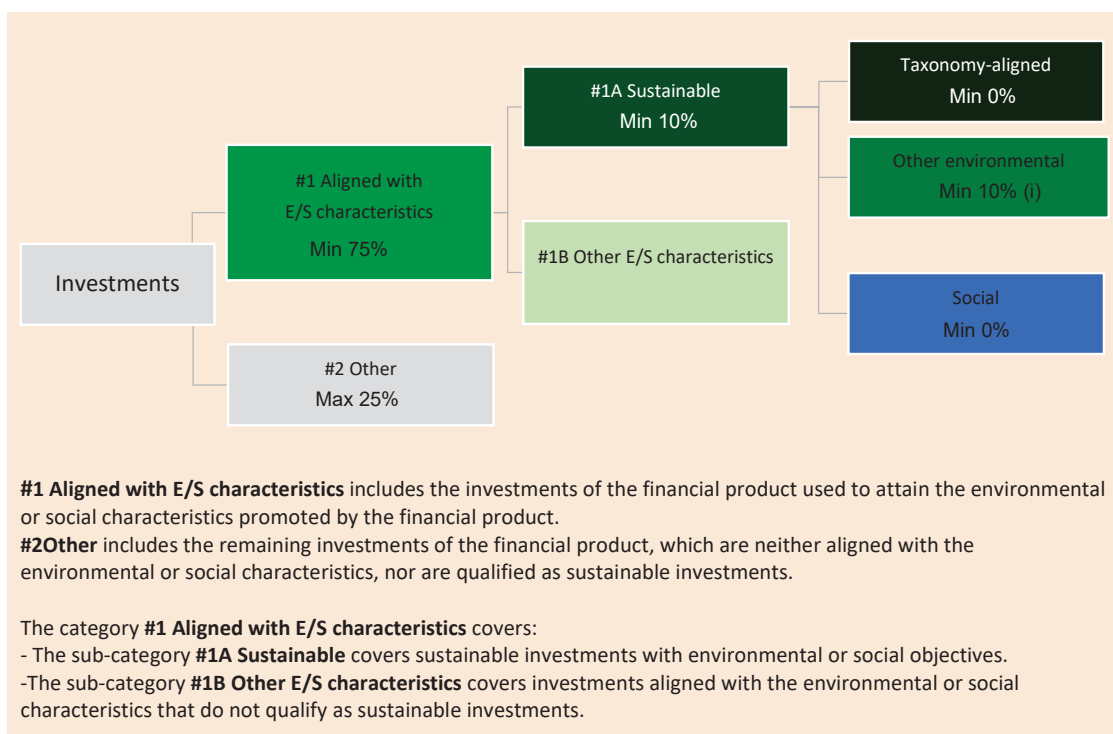 Investments
#1 Aligned with
E/S characteristics
Min 75%
#2 Other
Max 25%
#1A Sustainable
Min 10%
#1B Other E/S characteristics
Taxonomy-aligned
Min 0%
Other environmental
Min 10% (i)
Social
Min 0%
#1 Aligned with E/S characteristics includes the investments of the financial product used to attain the environmental
or social characteristics promoted by the financial product.
#2Other includes the remaining investments of the financial product, which are neither aligned with the
environmental or social characteristics, nor are qualified as sustainable investments.
The category #1 Aligned with E/S characteristics covers:
- The sub-category #1A Sustainable covers sustainable investments with environmental or social objectives.
-The sub-category #1B Other E/S characteristics covers investments aligned with the environmental or social
characteristics that do not qualify as sustainable investments.